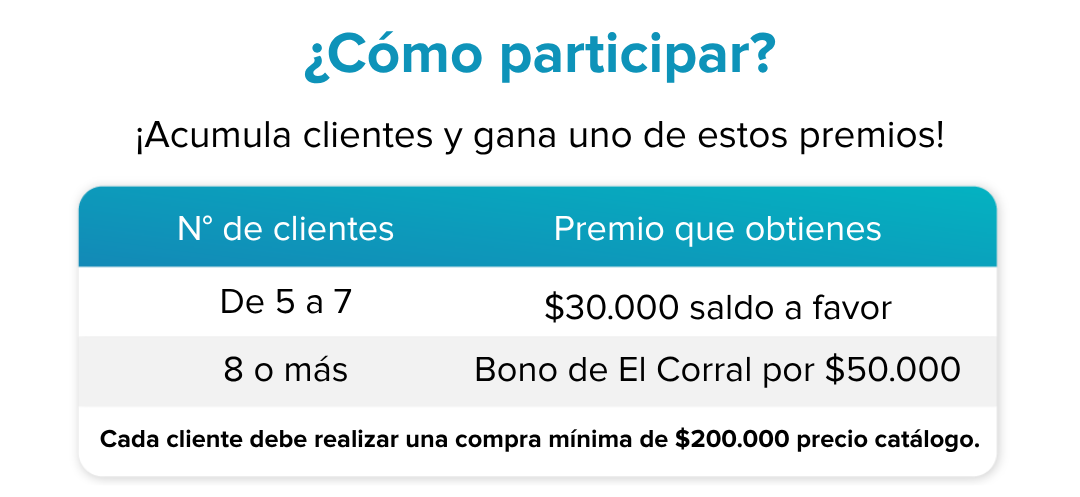 ¿Cómo participar?
¡Acumula clientes y gana uno de estos premios!
N° de clientes Premio que obtienes
De 5 a 7 $30.000 saldo a favor
8 o más Bono de El Corral por $50.000
Cada cliente debe realizar una compra mínima de $200.000 precio catálogo.